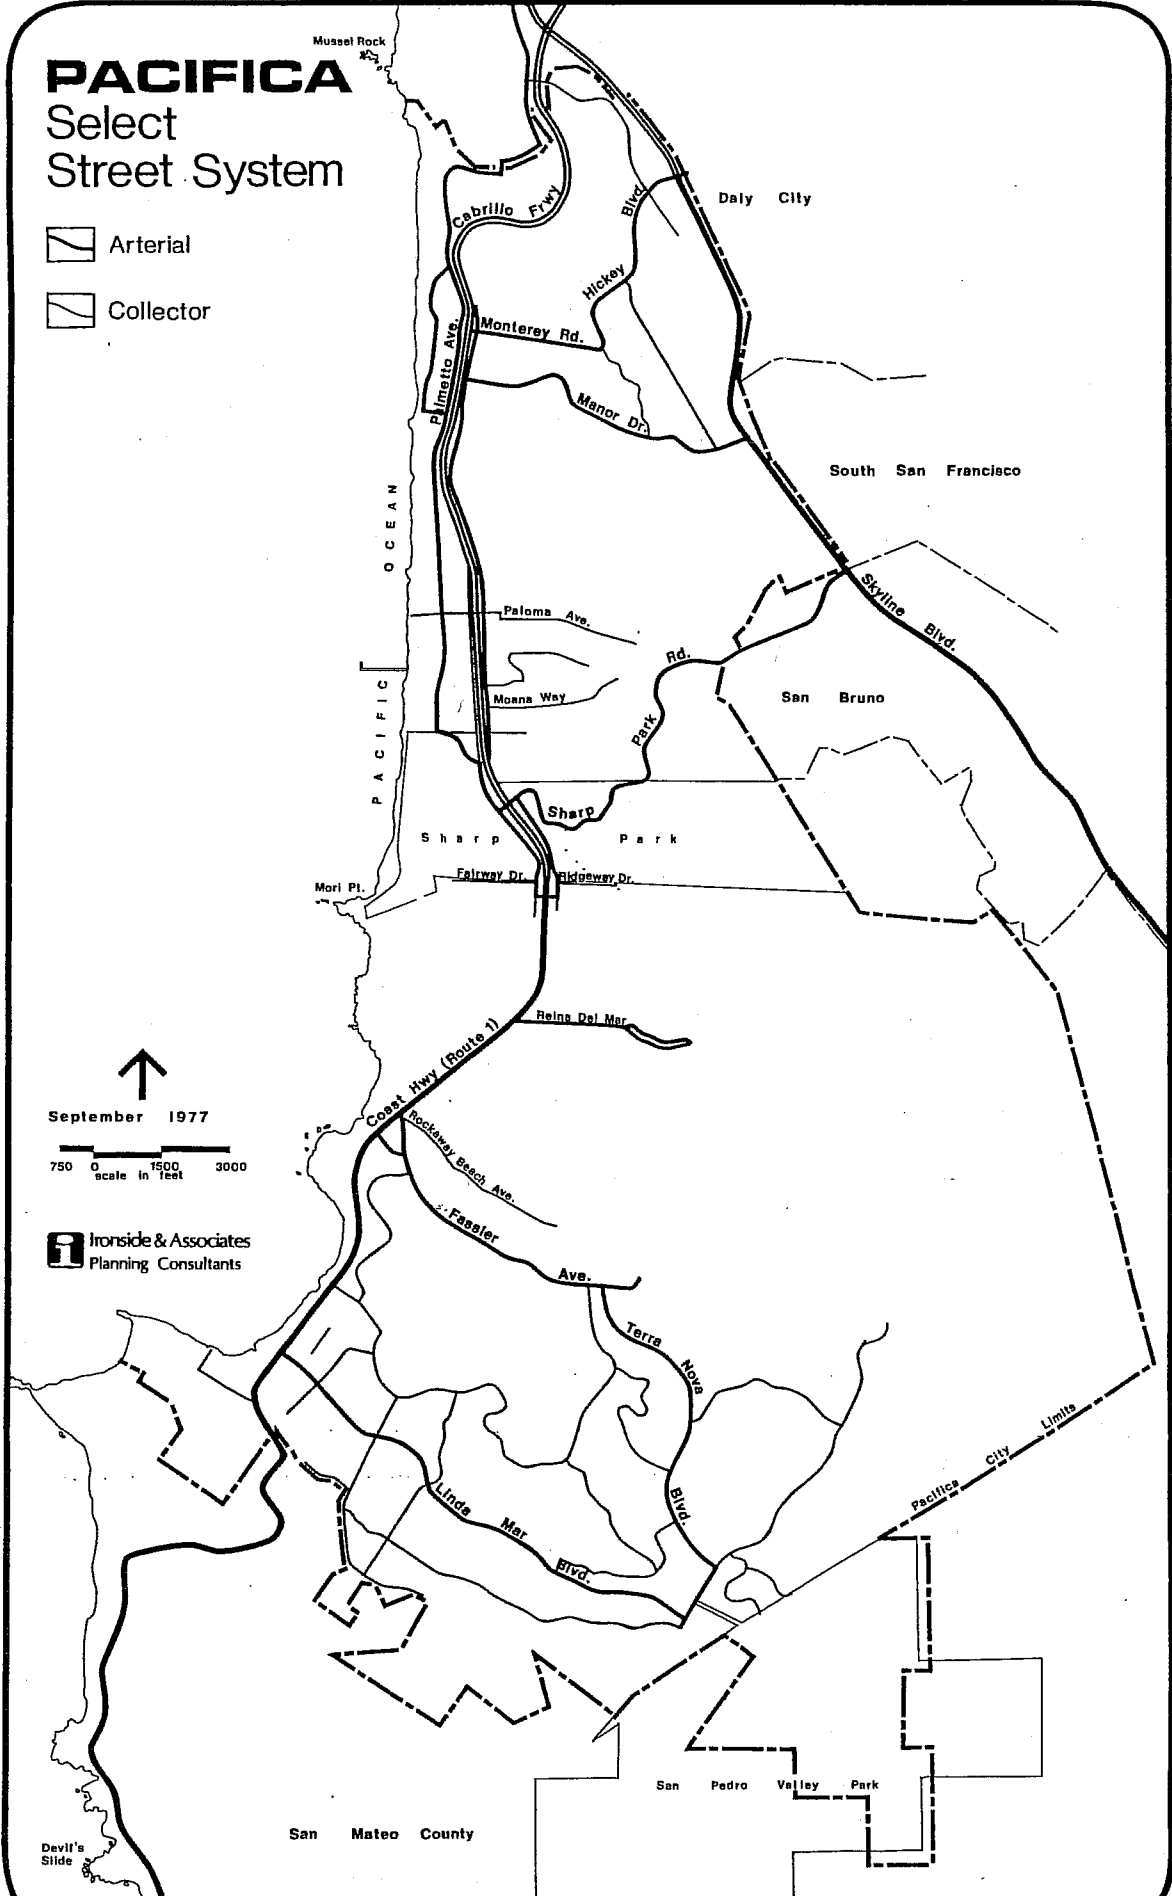 Mussel Rock
PACIFICA
Select
Street System
Arterial
Collector
Daly City
Cabrillo Frwy
Hickey Blvd.
Palmetto Ave.
Monterey Rd.
Manor Dr.
South San Francisco
PACIFIC OCEAN
Skyline Blvd.
Paloma Ave.
Moana Way
Sharp Park Rd.
San Bruno
Sharp Park
Fairway Dr.
Ridgeway Dr.
Mori Pt.
Reina Del Mar
Coast Hwy (Route 1)
September 1977
750 0 1500 3000
scale in feet
Rockaway Beach Ave.
Fassler Ave.
i
Ironside & Associates
Planning Consultants
Terra Nova Blvd.
Linda Mar Blvd.
Pacifica City Limits
San Pedro Valley Park
San Mateo County
Devil's
Slide